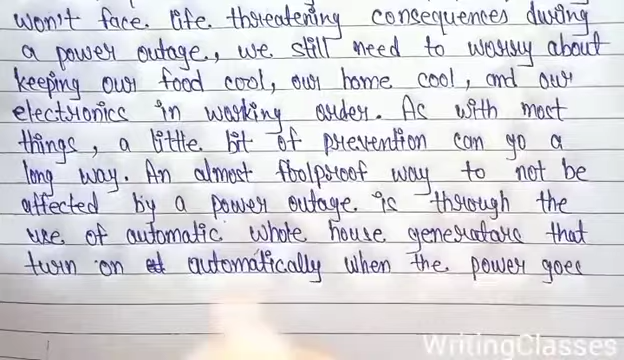 won't face life threatening consequences during
a power outage, we still need to worry about
keeping our food cool, our home cool, and our
electronics in working order. As with most
things, a little bit of prevention can go a
long way. An almost foolproof way to not be
affected by a power outage is through the
use of automatic whole house generators that
turn on automatically when the power goes
WritingClasses